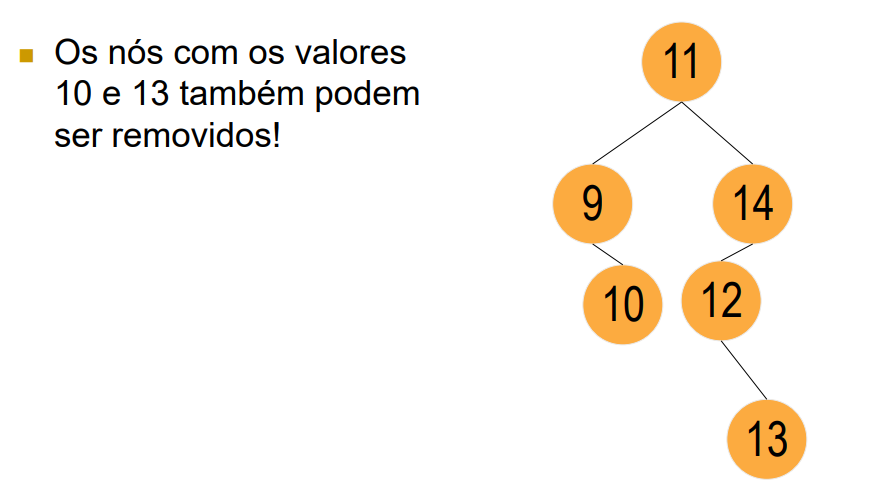 Os nós com os valores
10 e 13 também podem
ser removidos!
11
9
14
10
12
13